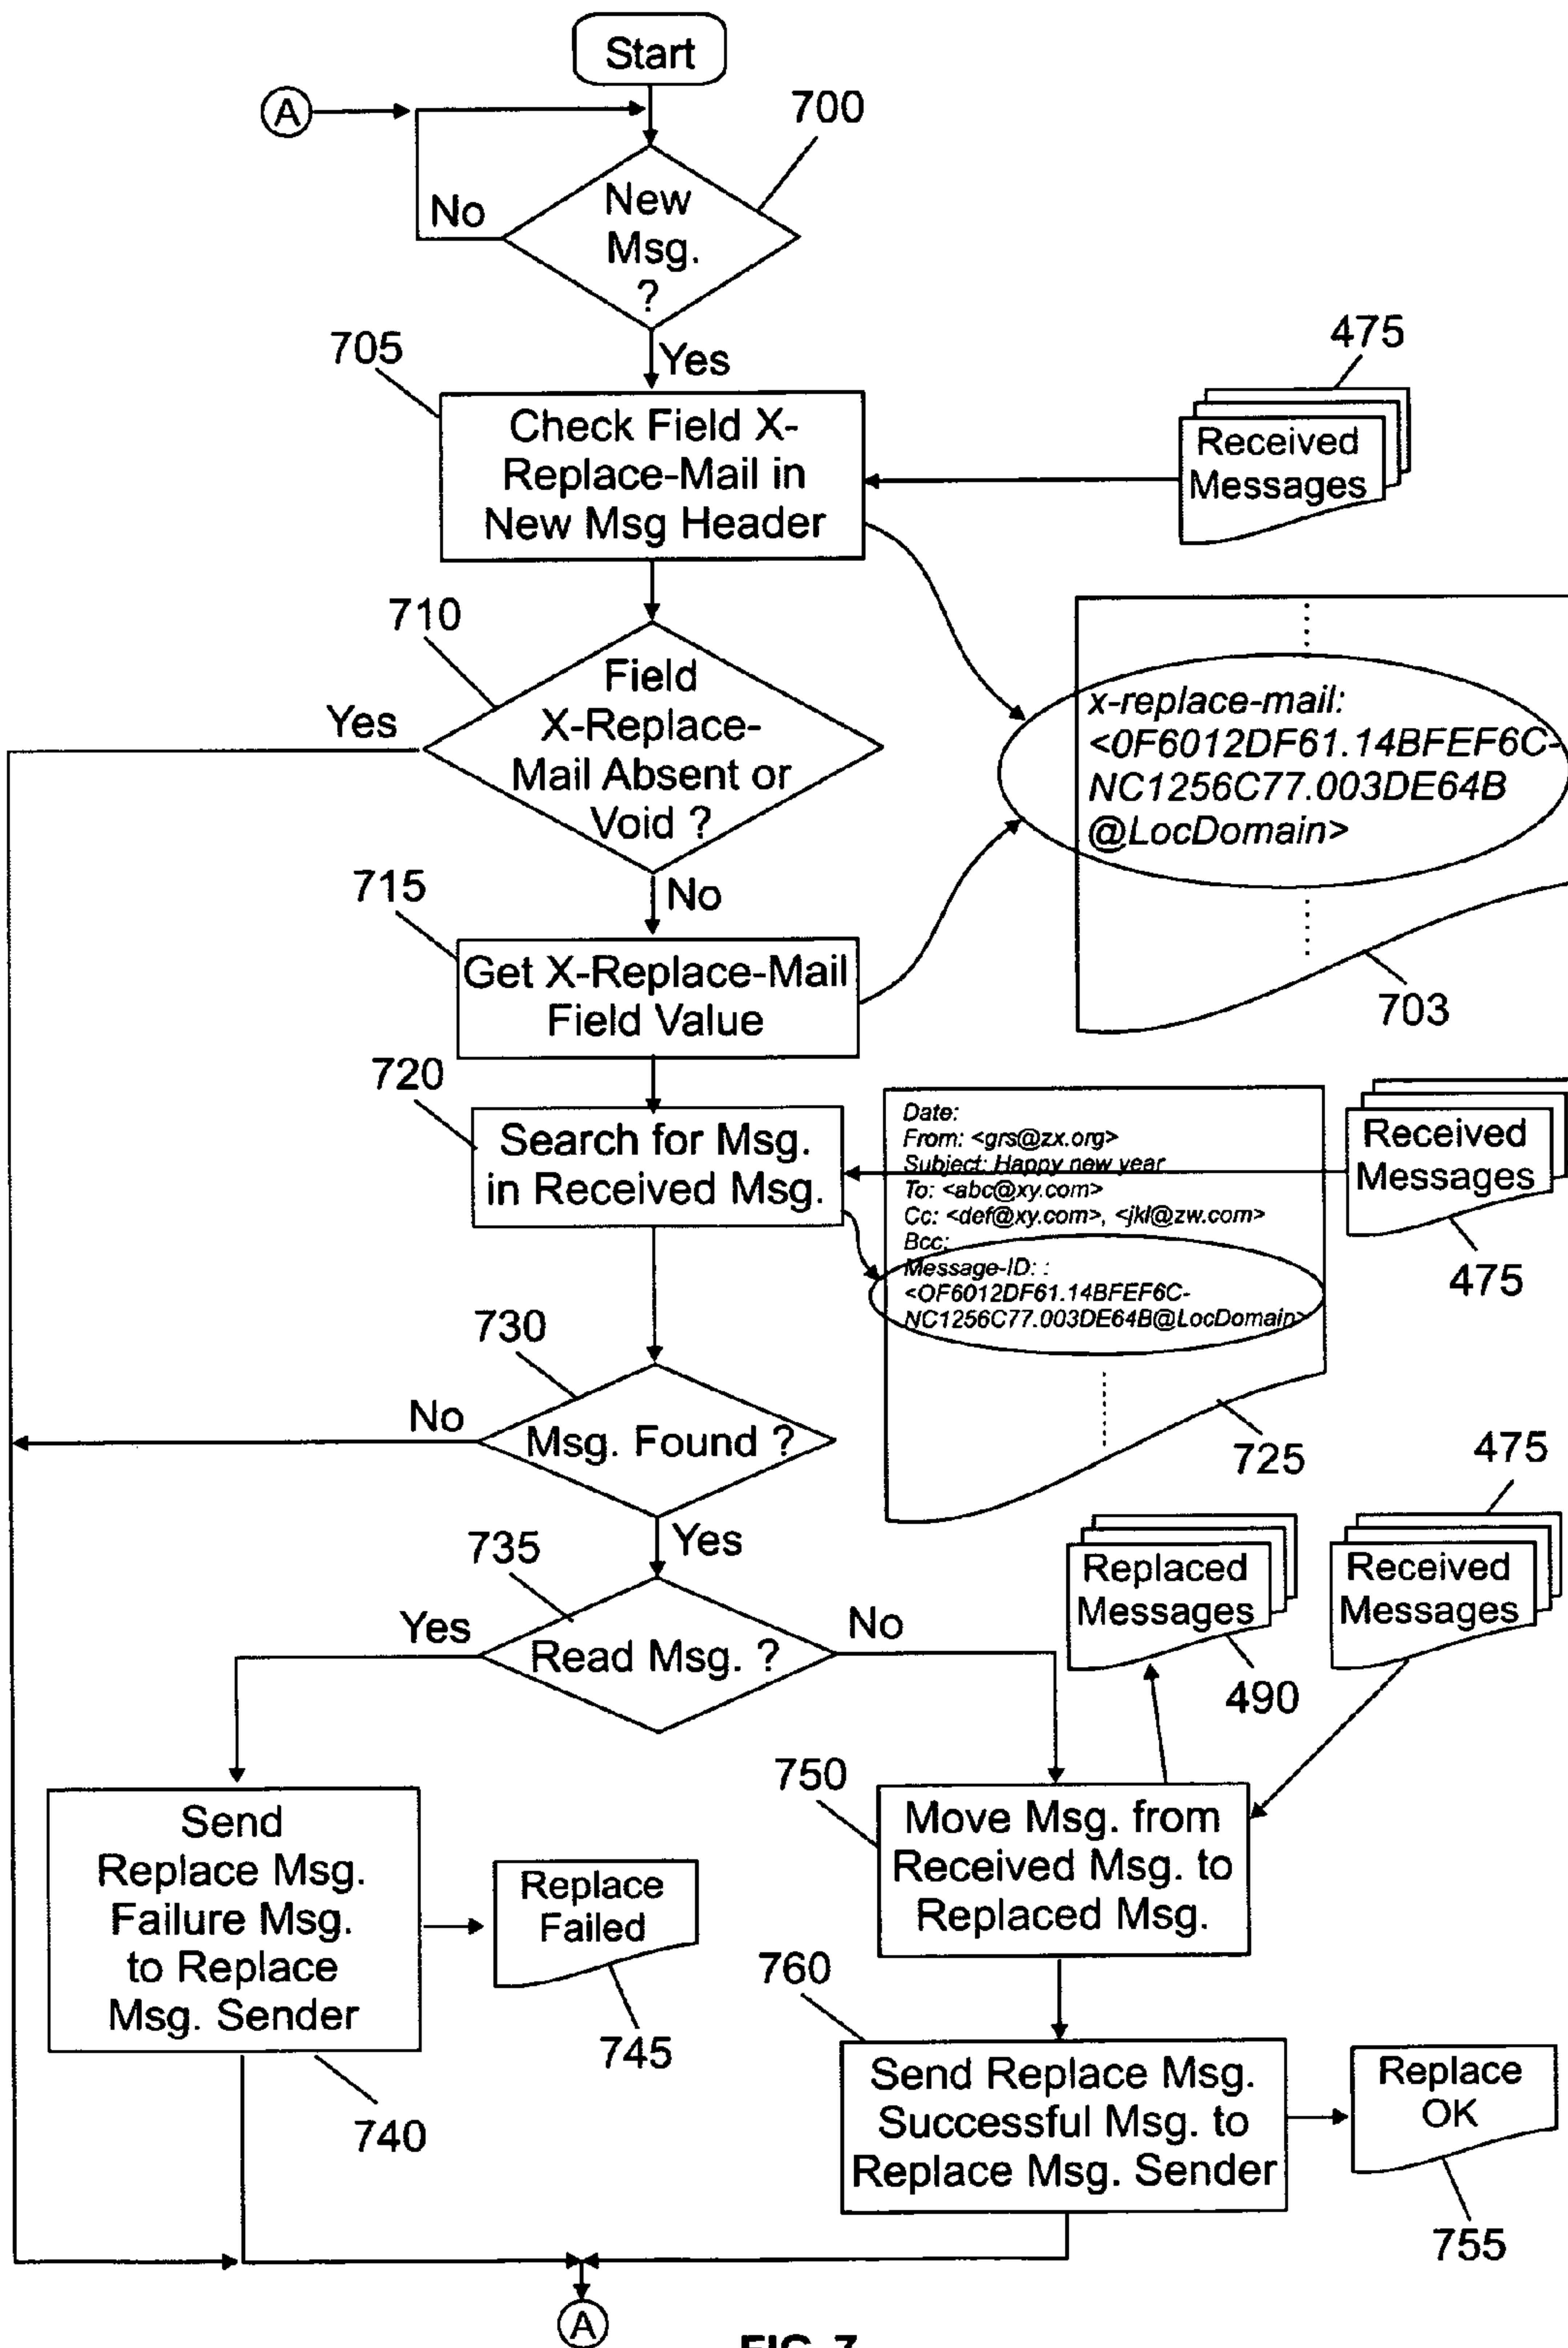 Start
A
700
New
Msg.
?
No
Yes
705
475
Check Field X-
Replace-Mail in
New Msg Header
Received
Messages
710
Field
X-Replace-
Mail Absent or
Void ?
Yes
No
x-replace-mail:
<0F6012DF61.14BFEF6C-
NC1256C77.003DE64B
@LocDomain>
703
715
Get X-Replace-Mail
Field Value
720
Search for Msg.
in Received Msg.
Date:
From: <grs@zx.org>
Subject: Happy new year
To: <abc@xy.com>
Cc: <def@xy.com>, <jkl@zw.com>
Bcc:
Message-ID: :
<OF6012DF61.14BFEF6C-
NC1256C77.003DE64B@LocDomain>
Received
Messages
475
725
730
No
Msg. Found ?
Yes
475
735
Replaced
Messages
490
Received
Messages
Yes
Read Msg. ?
No
750
Send
Replace Msg.
Failure Msg.
to Replace
Msg. Sender
740
Replace
Failed
745
Move Msg. from
Received Msg. to
Replaced Msg.
760
Send Replace Msg.
Successful Msg. to
Replace Msg. Sender
Replace
OK
755
A
FIG. 7